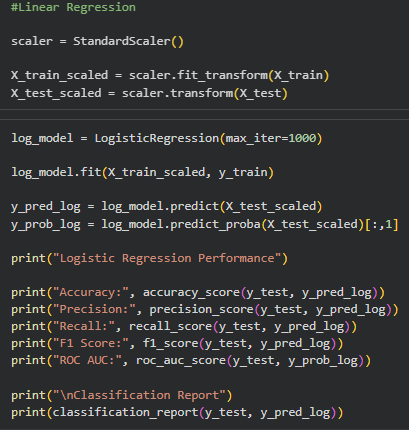 #Linear Regression
scaler = StandardScaler()
X_train_scaled = scaler.fit_transform(X_train)
X_test_scaled = scaler.transform(X_test)
log_model = LogisticRegression(max_iter=1000)
log_model.fit(X_train_scaled, y_train)
y_pred_log = log_model.predict(X_test_scaled)
y_prob_log = log_model.predict_proba(X_test_scaled)[:,1]
print("Logistic Regression Performance")
print("Accuracy:", accuracy_score(y_test, y_pred_log))
print("Precision:", precision_score(y_test, y_pred_log))
print("Recall:", recall_score(y_test, y_pred_log))
print("F1 Score:", f1_score(y_test, y_pred_log))
print("ROC AUC:", roc_auc_score(y_test, y_prob_log))
print("\nClassification Report")
print(classification_report(y_test, y_pred_log))